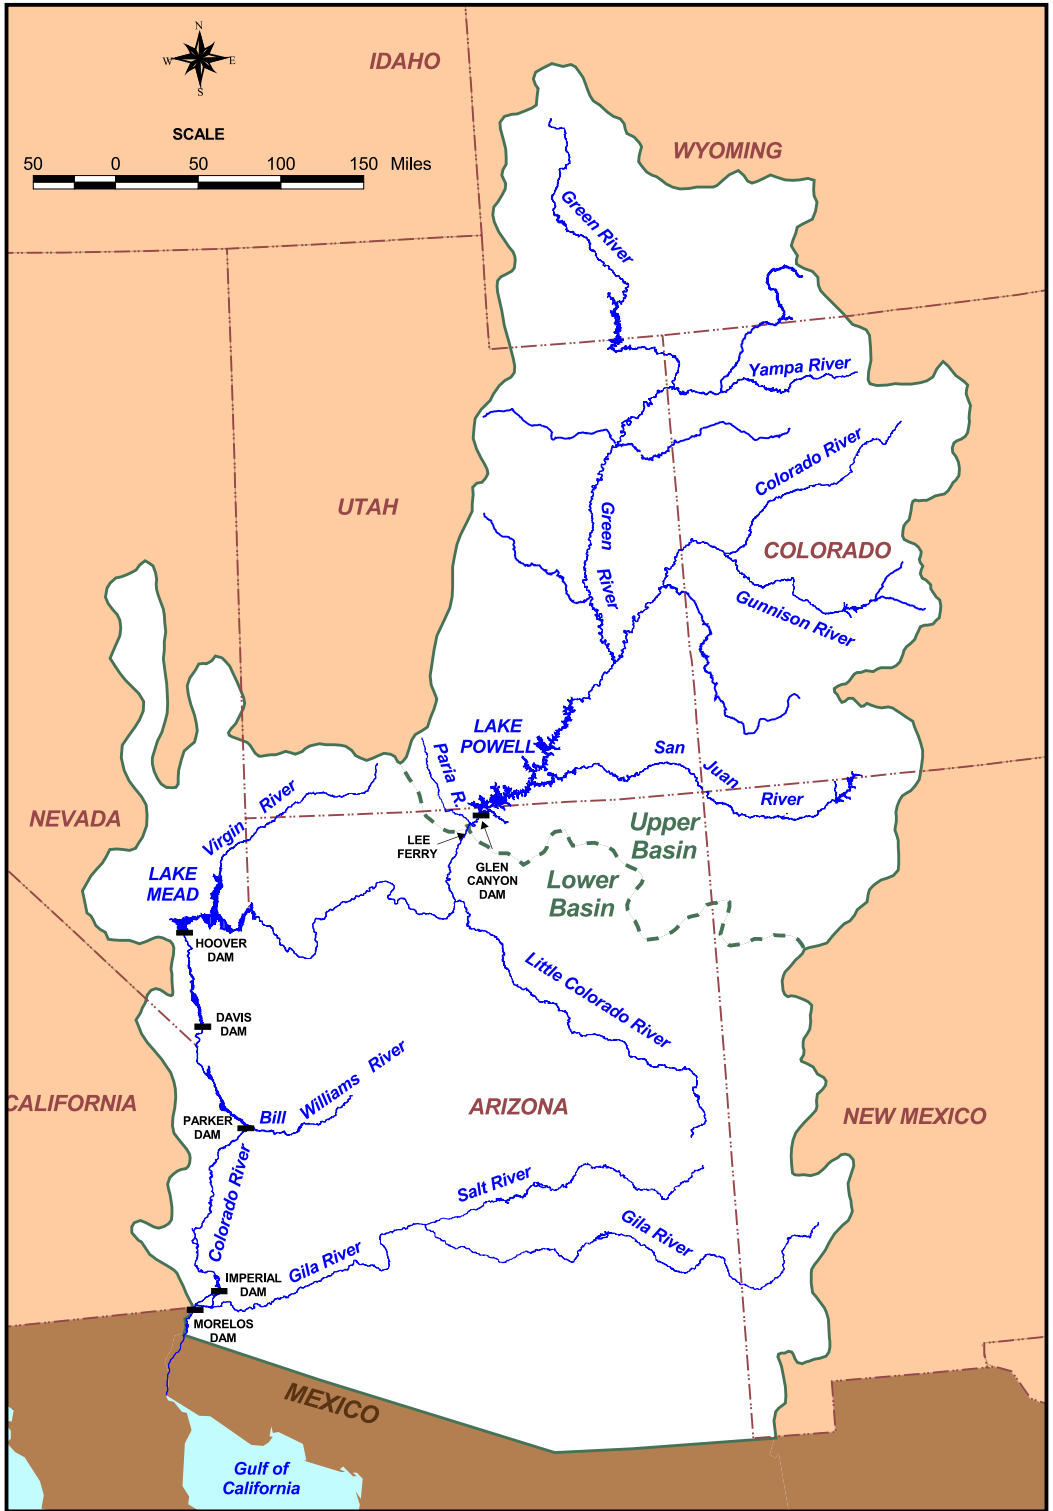 N
W E
S
SCALE
50 0 50 100 150 Miles
IDAHO
WYOMING
Green River
Yampa River
Colorado River
UTAH
Green
River
COLORADO
Gunnison River
LAKE
POWELL
Paria R.
San
Juan
River
NEVADA
Virgin River
LAKE
MEAD
LEE
FERRY
GLEN
CANYON
DAM
Upper
Basin
Lower
Basin
HOOVER
DAM
Little Colorado River
DAVIS
DAM
CALIFORNIA
PARKER
DAM
Bill Williams River
ARIZONA
NEW MEXICO
Colorado River
Salt River
Gila River
Gila River
IMPERIAL
DAM
MORELOS
DAM
MEXICO
Gulf of
California